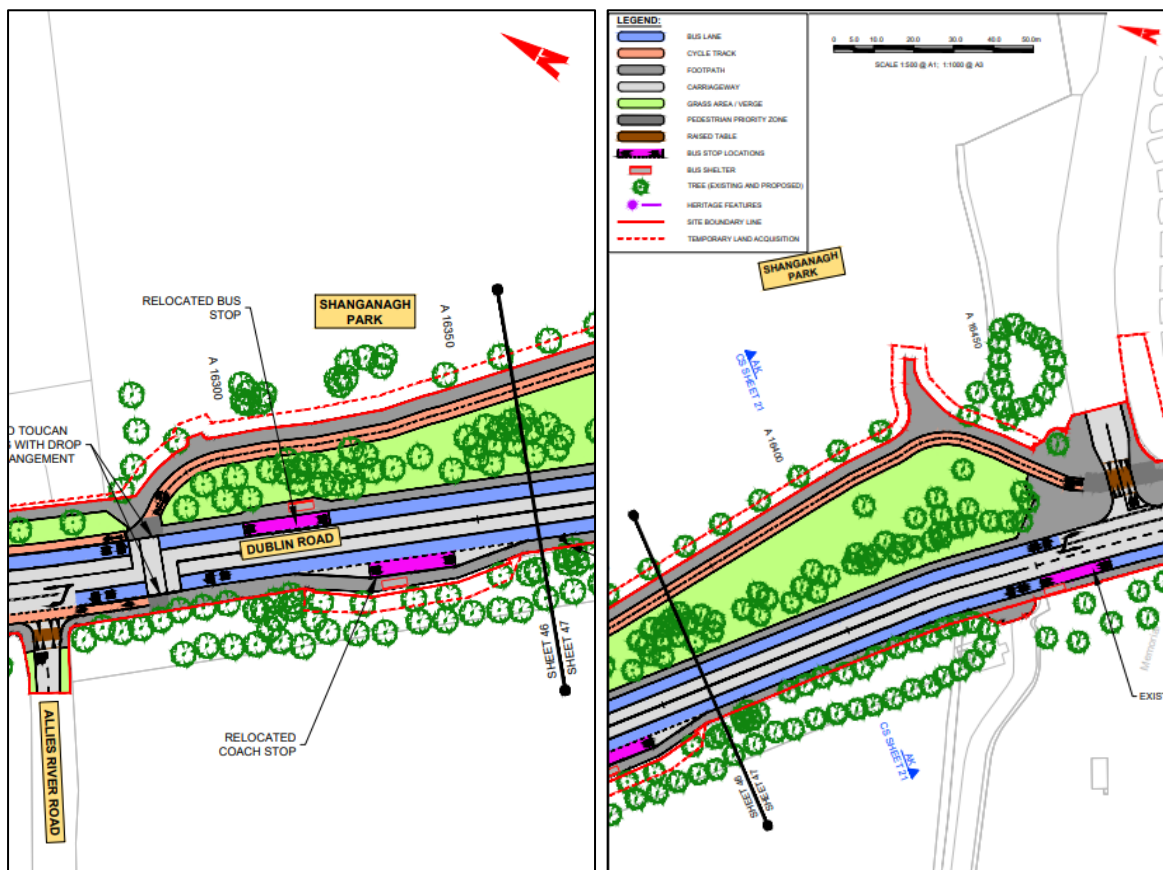 RELOCATED BUS
STOP
SHANGANAGH
PARK
A 16300
A 16350
D TOUCAN
G WITH DROP
ANGEMENT
DUBLIN ROAD
SHEET 46
SHEET 47
RELOCATED
COACH STOP
ALLIES RIVER ROAD
LEGEND:
BUS LANE
CYCLE TRACK
FOOTPATH
CARRIAGEWAY
GRASS AREA / VERGE
PEDESTRIAN PRIORITY ZONE
RAISED TABLE
BUS STOP LOCATIONS
BUS SHELTER
TREE (EXISTING AND PROPOSED)
HERITAGE FEATURES
SITE BOUNDARY LINE
TEMPORARY LAND ACQUISITION
0 5.0 10.0 20.0 30.0 40.0 50.0m
SCALE 1:500 @ A1; 1:1000 @ A3
SHANGANAGH
PARK
A 16450
AK
CS SHEET 21
A 16400
SHEET 46
SHEET 47
AK
CS SHEET 21
Memoria
EXIST